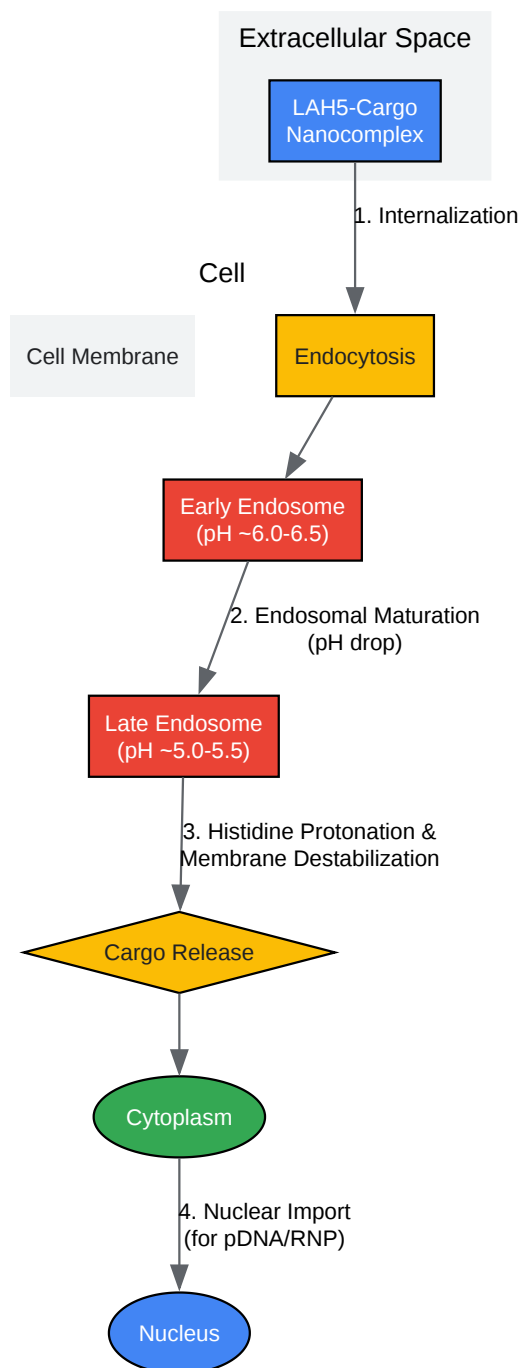 Extracellular Space
LAH5-Cargo
Nanocomplex
1. Internalization
Cell
Cell Membrane
Endocytosis
Early Endosome
(pH ~6.0-6.5)
2. Endosomal Maturation
(pH drop)
Late Endosome
(pH ~5.0-5.5)
3. Histidine Protonation &
Membrane Destabilization
Cargo Release
Cytoplasm
4. Nuclear Import
(for pDNA/RNP)
Nucleus